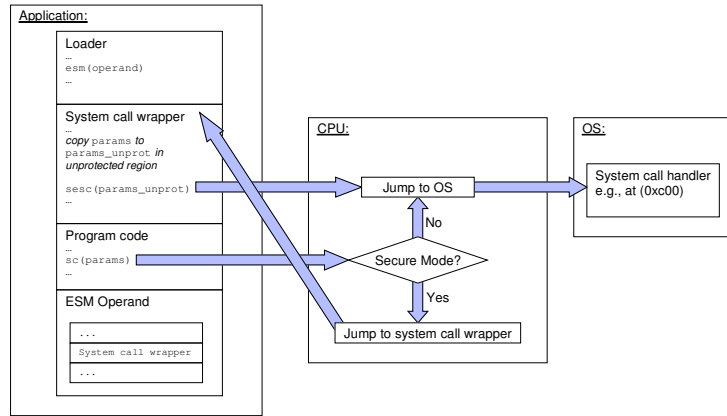 Application:
Loader
…
esm(operand)
…
System call wrapper
…
copy params to
params_unprot in
unprotected region
sesc(params_unprot)
…
Program code
…
sc(params)
…
ESM Operand
...
System call wrapper
...
CPU:
Jump to OS
No
Secure Mode?
Yes
Jump to system call wrapper
OS:
System call handler
e.g., at (0xc00)